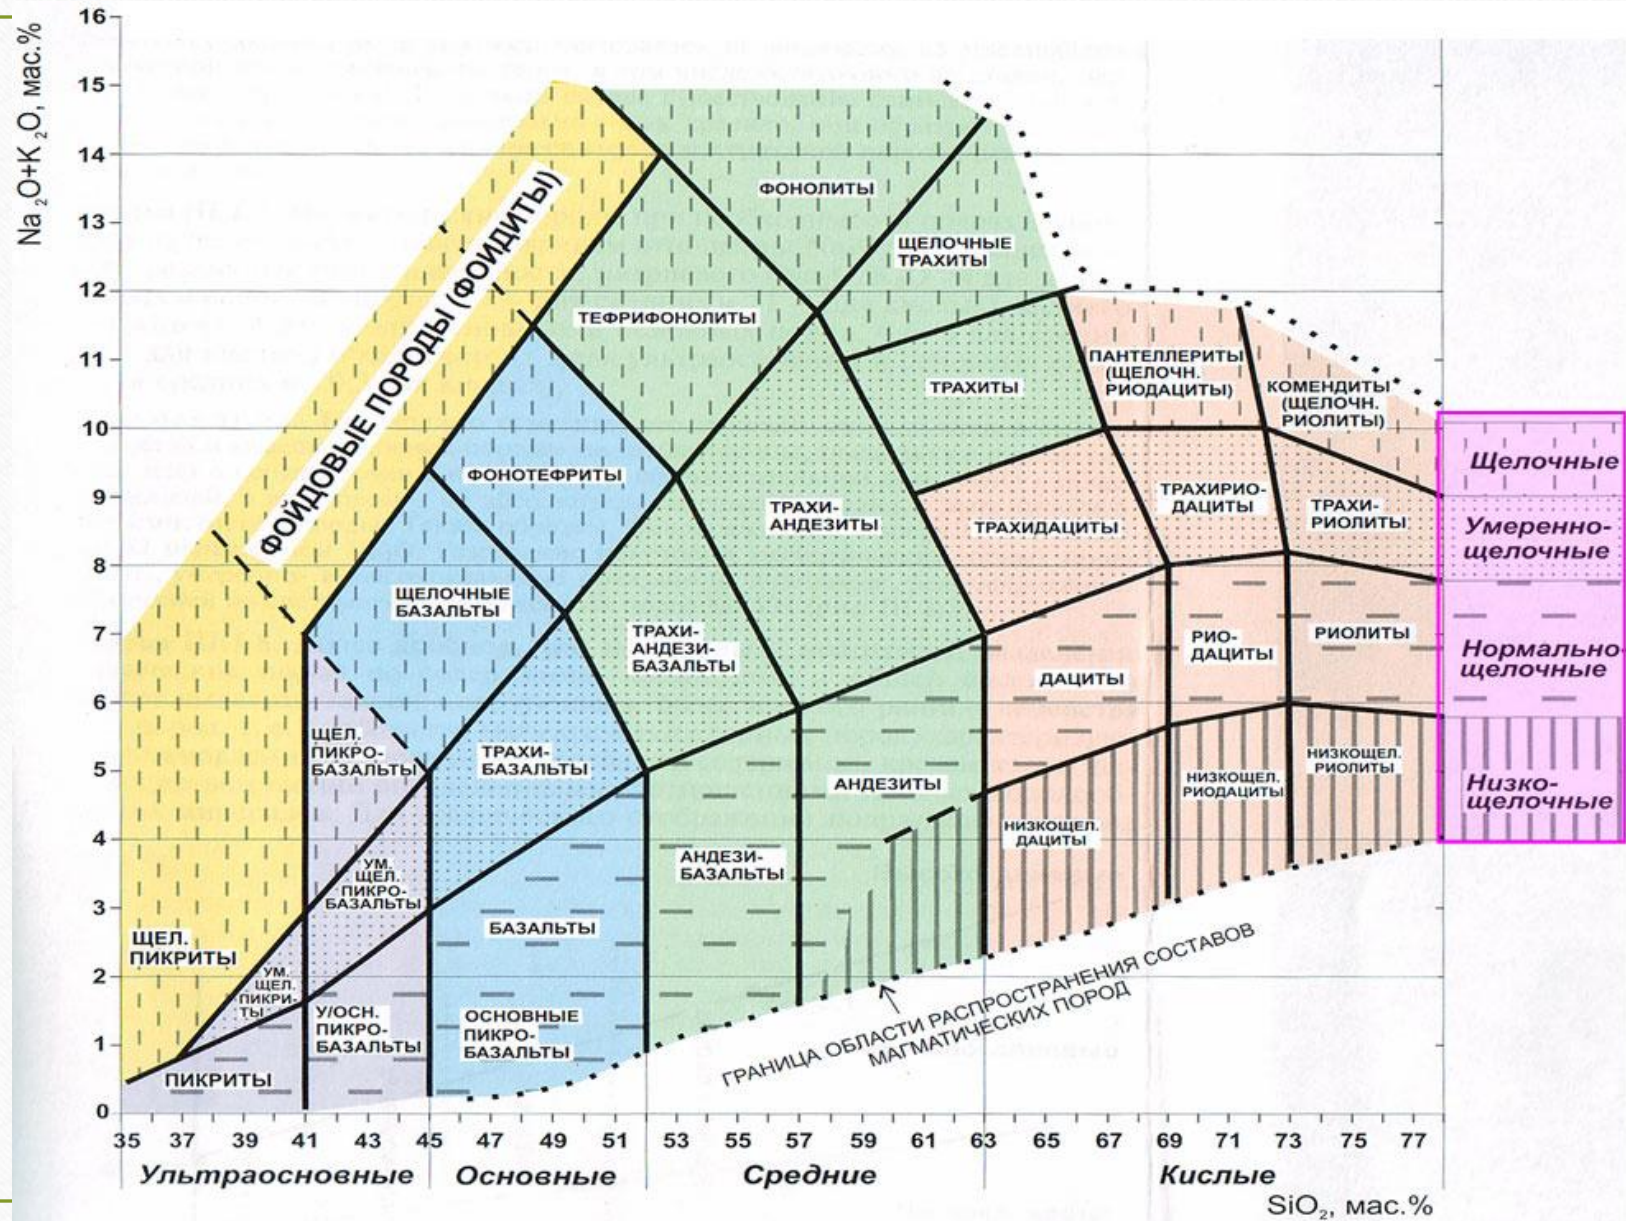 Na₂O+K₂O, мас.%
16
15
14
13
12
11
10
9
8
7
6
5
4
3
2
1
0
ФОЙДОВЫЕ ПОРОДЫ (ФОИДИТЫ)
ФОНОЛИТЫ
ЩЕЛОЧНЫЕ
ТРАХИТЫ
ТЕФРИФОНОЛИТЫ
ТРАХИТЫ
ПАНТЕЛЛЕРИТЫ
(ЩЕЛОЧН.
РИОДАЦИТЫ)
КОМЕНДИТЫ
(ЩЕЛОЧН.
РИОЛИТЫ)
ФОНОТЕФРИТЫ
ТРАХИ-
АНДЕЗИТЫ
ТРАХИДАЦИТЫ
ТРАХИРИО-
ДАЦИТЫ
ТРАХИ-
РИОЛИТЫ
ЩЕЛОЧНЫЕ
БАЗАЛЬТЫ
ТРАХИ-
АНДЕЗИ-
БАЗАЛЬТЫ
ДАЦИТЫ
РИО-
ДАЦИТЫ
РИОЛИТЫ
ЩЕЛ.
ПИКРО-
БАЗАЛЬТЫ
ТРАХИ-
БАЗАЛЬТЫ
АНДЕЗИТЫ
НИЗКОЩЕЛ.
РИОДАЦИТЫ
НИЗКОЩЕЛ.
РИОЛИТЫ
НИЗКОЩЕЛ.
ДАЦИТЫ
УМ.
ЩЕЛ.
ПИКРО-
БАЗАЛЬТЫ
АНДЕЗИ-
БАЗАЛЬТЫ
БАЗАЛЬТЫ
ЩЕЛ.
ПИКРИТЫ
УМ.
ЩЕЛ.
ПИКРИ-
ТЫ
У/ОСН.
ПИКРО-
БАЗАЛЬТЫ
ОСНОВНЫЕ
ПИКРО-
БАЗАЛЬТЫ
ПИКРИТЫ
ГРАНИЦА ОБЛАСТИ РАСПРОСТРАНЕНИЯ СОСТАВОВ
МАГМАТИЧЕСКИХ ПОРОД
Щелочные
Умеренно-
щелочные
Нормально-
щелочные
Низко-
щелочные
35 37 39 41 43 45 47 49 51 53 55 57 59 61 63 65 67 69 71 73 75 77
Ультраосновные Основные Средние Кислые
SiO₂, мас.%